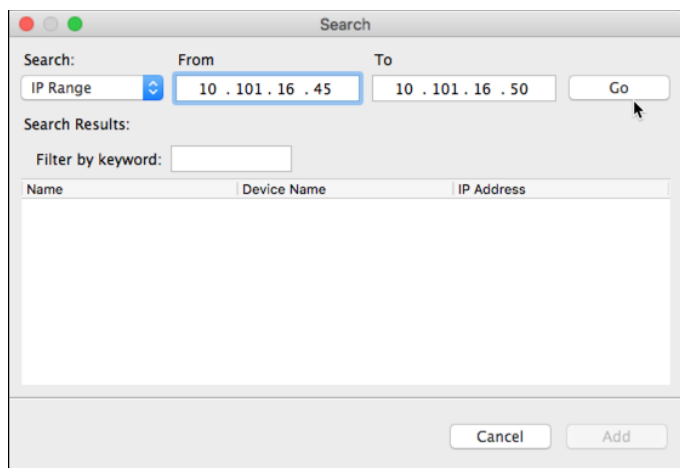 Search
Search: From To
IP Range 10 . 101 . 16 . 45 10 . 101 . 16 . 50 Go
Search Results:
Filter by keyword:
Name Device Name IP Address
Cancel Add